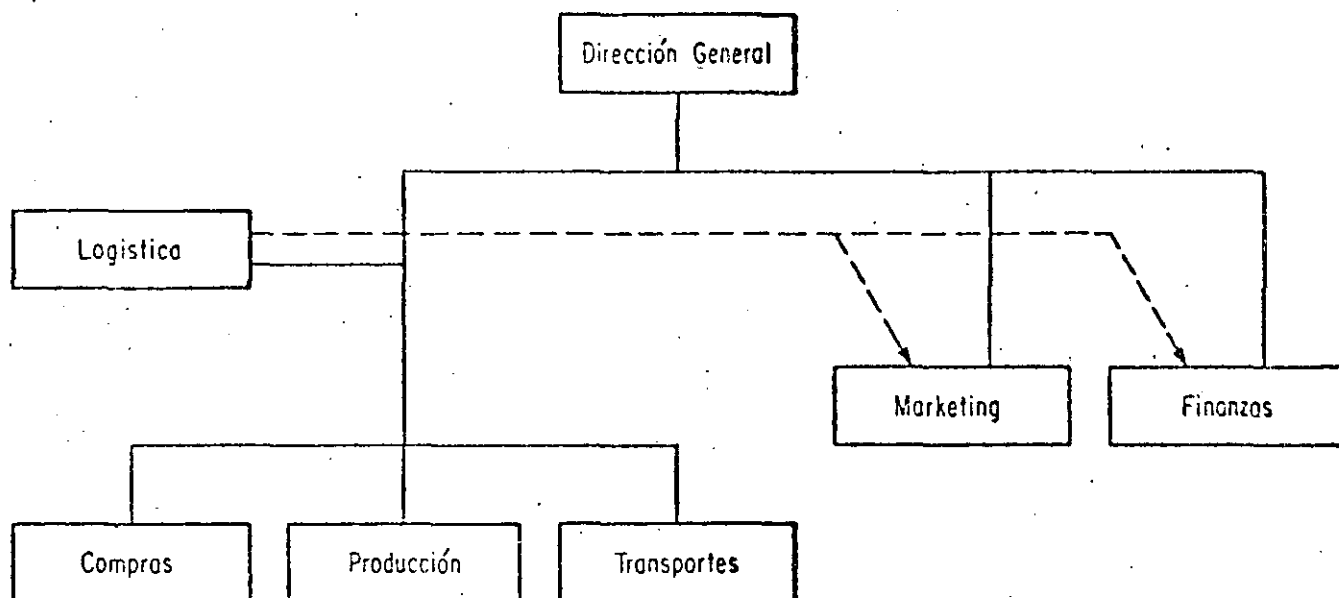 Dirección General
Logística
Marketing
Finanzas
Compras
Producción
Transportes